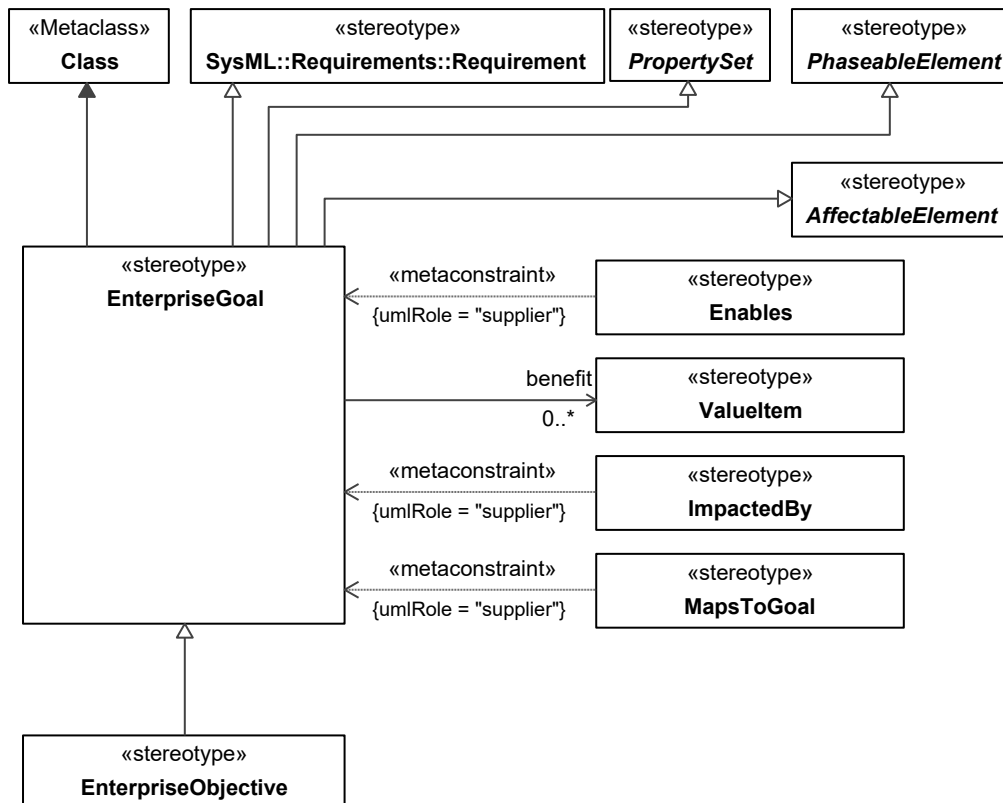 «Metaclass»
Class
«stereotype»
SysML::Requirements::Requirement
«stereotype»
PropertySet
«stereotype»
PhaseableElement
«stereotype»
AffectableElement
«stereotype»
EnterpriseGoal
«metaconstraint»
{umlRole = "supplier"}
«stereotype»
Enables
benefit
0..*
«stereotype»
ValueItem
«metaconstraint»
{umlRole = "supplier"}
«stereotype»
ImpactedBy
«metaconstraint»
{umlRole = "supplier"}
«stereotype»
MapsToGoal
«stereotype»
EnterpriseObjective